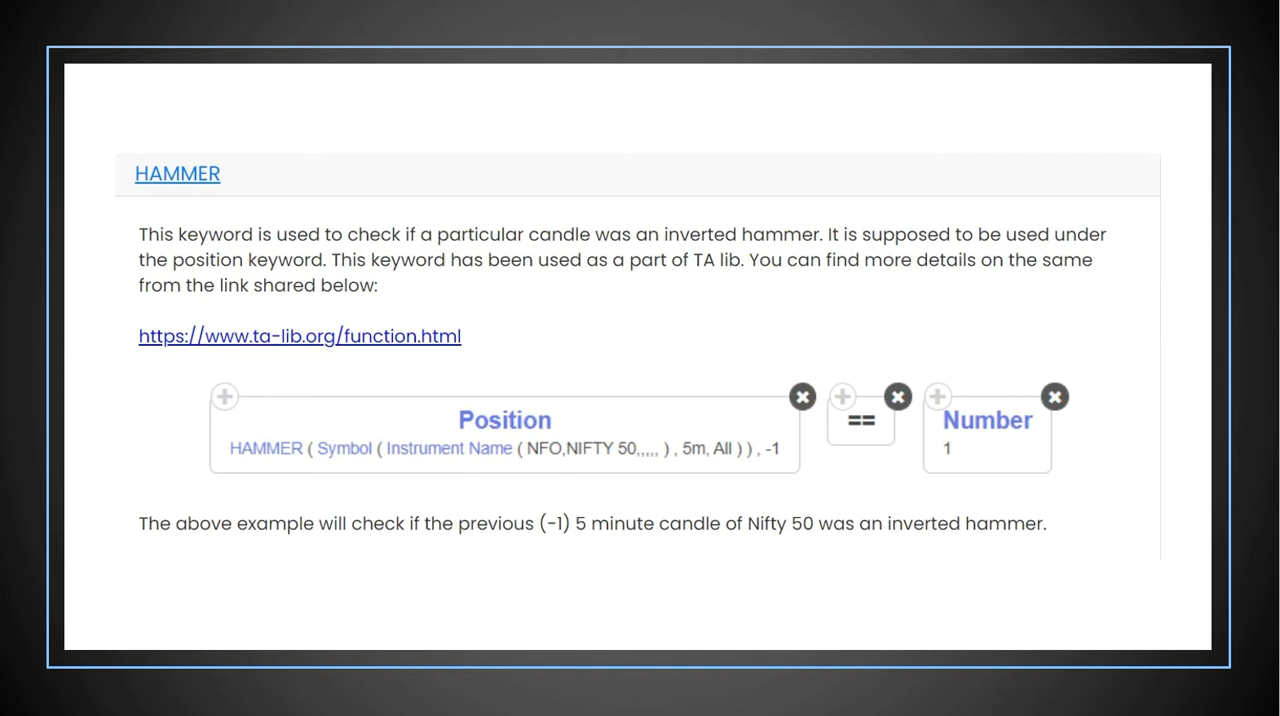 HAMMER
This keyword is used to check if a particular candle was an inverted hammer. It is supposed to be used under
the position keyword. This keyword has been used as a part of TA lib. You can find more details on the same
from the link shared below:
https://www.ta-lib.org/function.html
Position == Number
HAMMER ( Symbol ( Instrument Name ( NFO,NIFTY 50,,,,, ) , 5m, All ) ) , -1 1
The above example will check if the previous (-1) 5 minute candle of Nifty 50 was an inverted hammer.